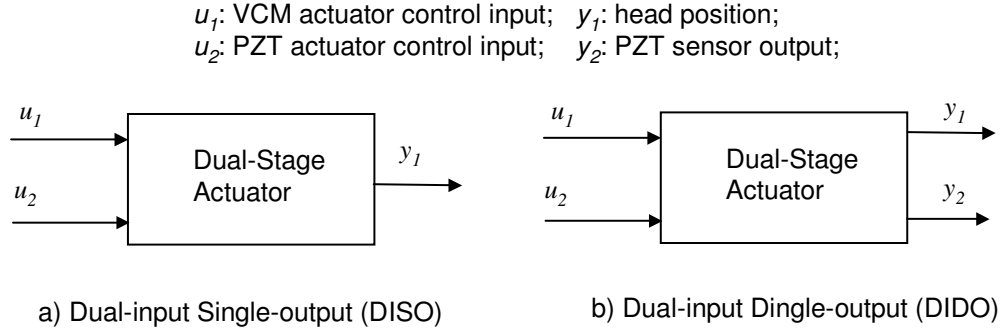 u1: VCM actuator control input; y1: head position;
u2: PZT actuator control input; y2: PZT sensor output;
u1
u2
Dual-Stage
Actuator
y1
u1
u2
Dual-Stage
Actuator
y1
y2
a) Dual-input Single-output (DISO)
b) Dual-input Dingle-output (DIDO)